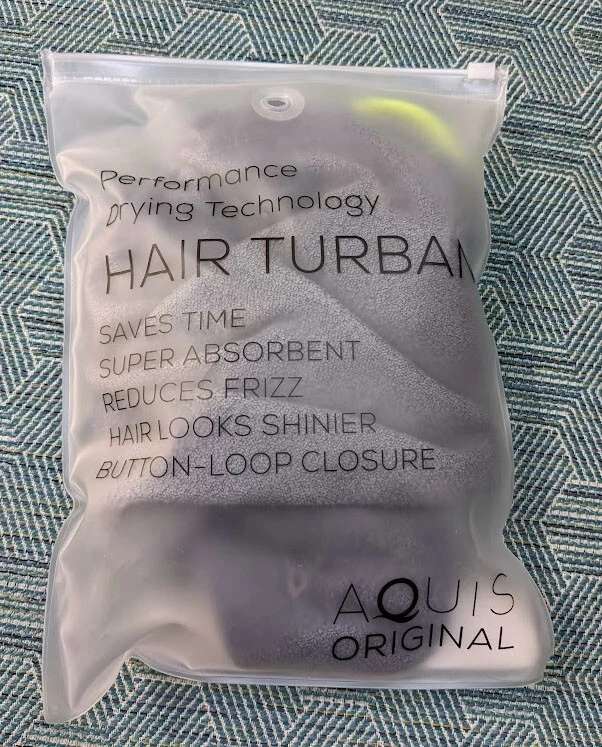 Performance
Drying Technology
HAIR TURBAN
SAVES TIME
SUPER ABSORBENT
REDUCES FRIZZ
HAIR LOOKS SHINIER
BUTTON-LOOP CLOSURE
AQUIS
ORIGINAL